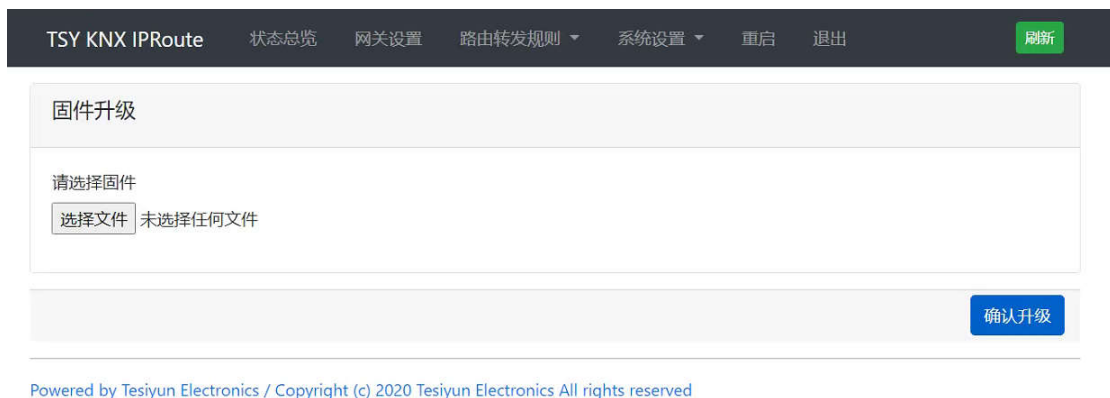 TSY KNX IPRoute 状态总览 网关设置 路由转发规则 系统设置 重启 退出 刷新
固件升级
请选择固件
选择文件 未选择任何文件
确认升级
Powered by Tesiyun Electronics / Copyright (c) 2020 Tesiyun Electronics All rights reserved